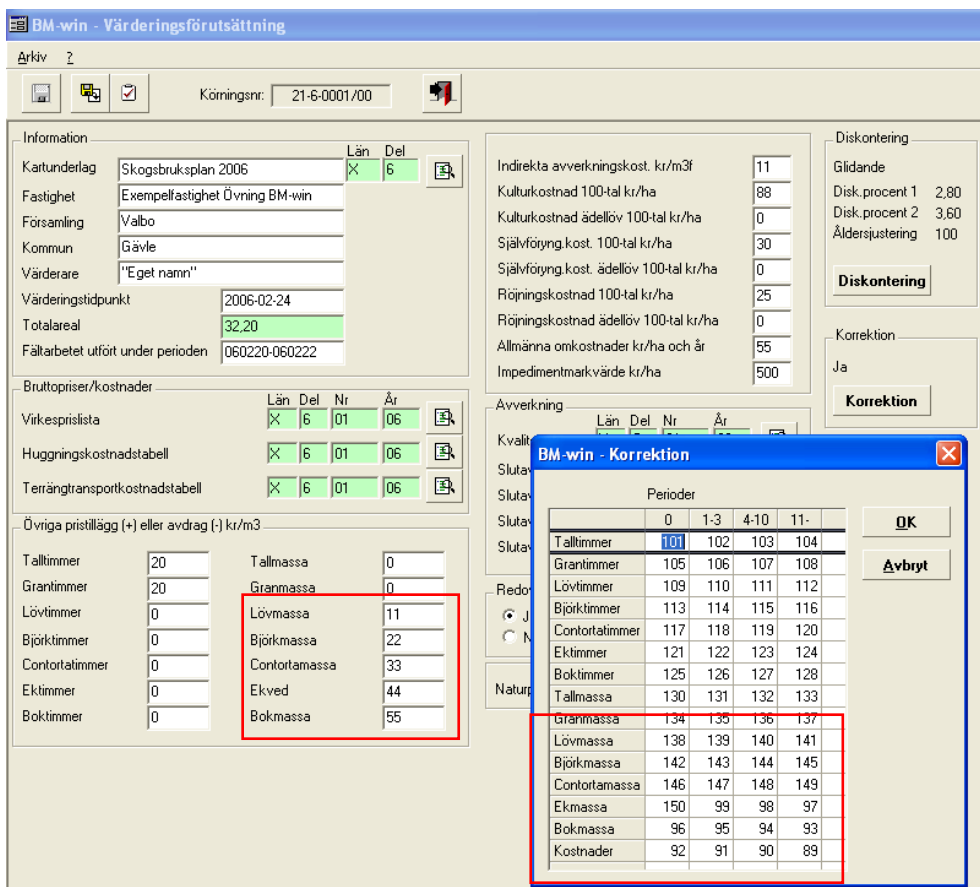 BM-win - Värderingsförutsättning
Arkiv ?
Körningsnr: 21-6-0001/00
Information
Län Del
Kartunderlag Skogsbruksplan 2006 X 6
Fastighet Exempelfastighet Övning BM-win
Församling Valbo
Kommun Gävle
Värderare "Eget namn"
Värderingstidpunkt 2006-02-24
Totalareal 32,20
Fältarbetet utfört under perioden 060220-060222
Bruttopriser/kostnader
Län Del Nr År
Virkesprislista X 6 01 06
Huggningskostnadstabell X 6 01 06
Terrängtransportkostnadstabell X 6 01 06
Övriga pristillägg (+) eller avdrag (-) kr/m3
Talltimmer 20 Tallmassa 0
Grantimmer 20 Granmassa 0
Lövtimmer 0 Lövmassa 11
Björktimmer 0 Björkmassa 22
Contortatimmer 0 Contortamassa 33
Ektimmer 0 Ekved 44
Boktimmer 0 Bokmassa 55
Indirekta avverkningskost. kr/m3f 11
Kulturkostnad 100-tal kr/ha 88
Kulturkostnad ädellöv 100-tal kr/ha 0
Självföryng.kost. 100-tal kr/ha 30
Självföryng.kost. ädellöv 100-tal kr/ha 0
Röjningskostnad 100-tal kr/ha 25
Röjningskostnad ädellöv 100-tal kr/ha 0
Allmänna omkostnader kr/ha och år 55
Impedimentmarkvärde kr/ha 500
Avverkning
Län Del Nr År
Kvalit
Slutav
Slutav
Slutav
Slutav
Redov
J
N
Naturp
Diskontering
Glidande
Disk.procent 1 2,80
Disk.procent 2 3,60
Åldersjustering 100
Diskontering
Korrektion
Ja
Korrektion
BM-win - Korrektion
Perioder
0 1-3 4-10 11-
Talltimmer 101 102 103 104
Grantimmer 105 106 107 108
Lövtimmer 109 110 111 112
Björktimmer 113 114 115 116
Contortatimmer 117 118 119 120
Ektimmer 121 122 123 124
Boktimmer 125 126 127 128
Tallmassa 130 131 132 133
Granmassa 134 135 136 137
Lövmassa 138 139 140 141
Björkmassa 142 143 144 145
Contortamassa 146 147 148 149
Ekmassa 150 99 98 97
Bokmassa 96 95 94 93
Kostnader 92 91 90 89
OK
Avbryt